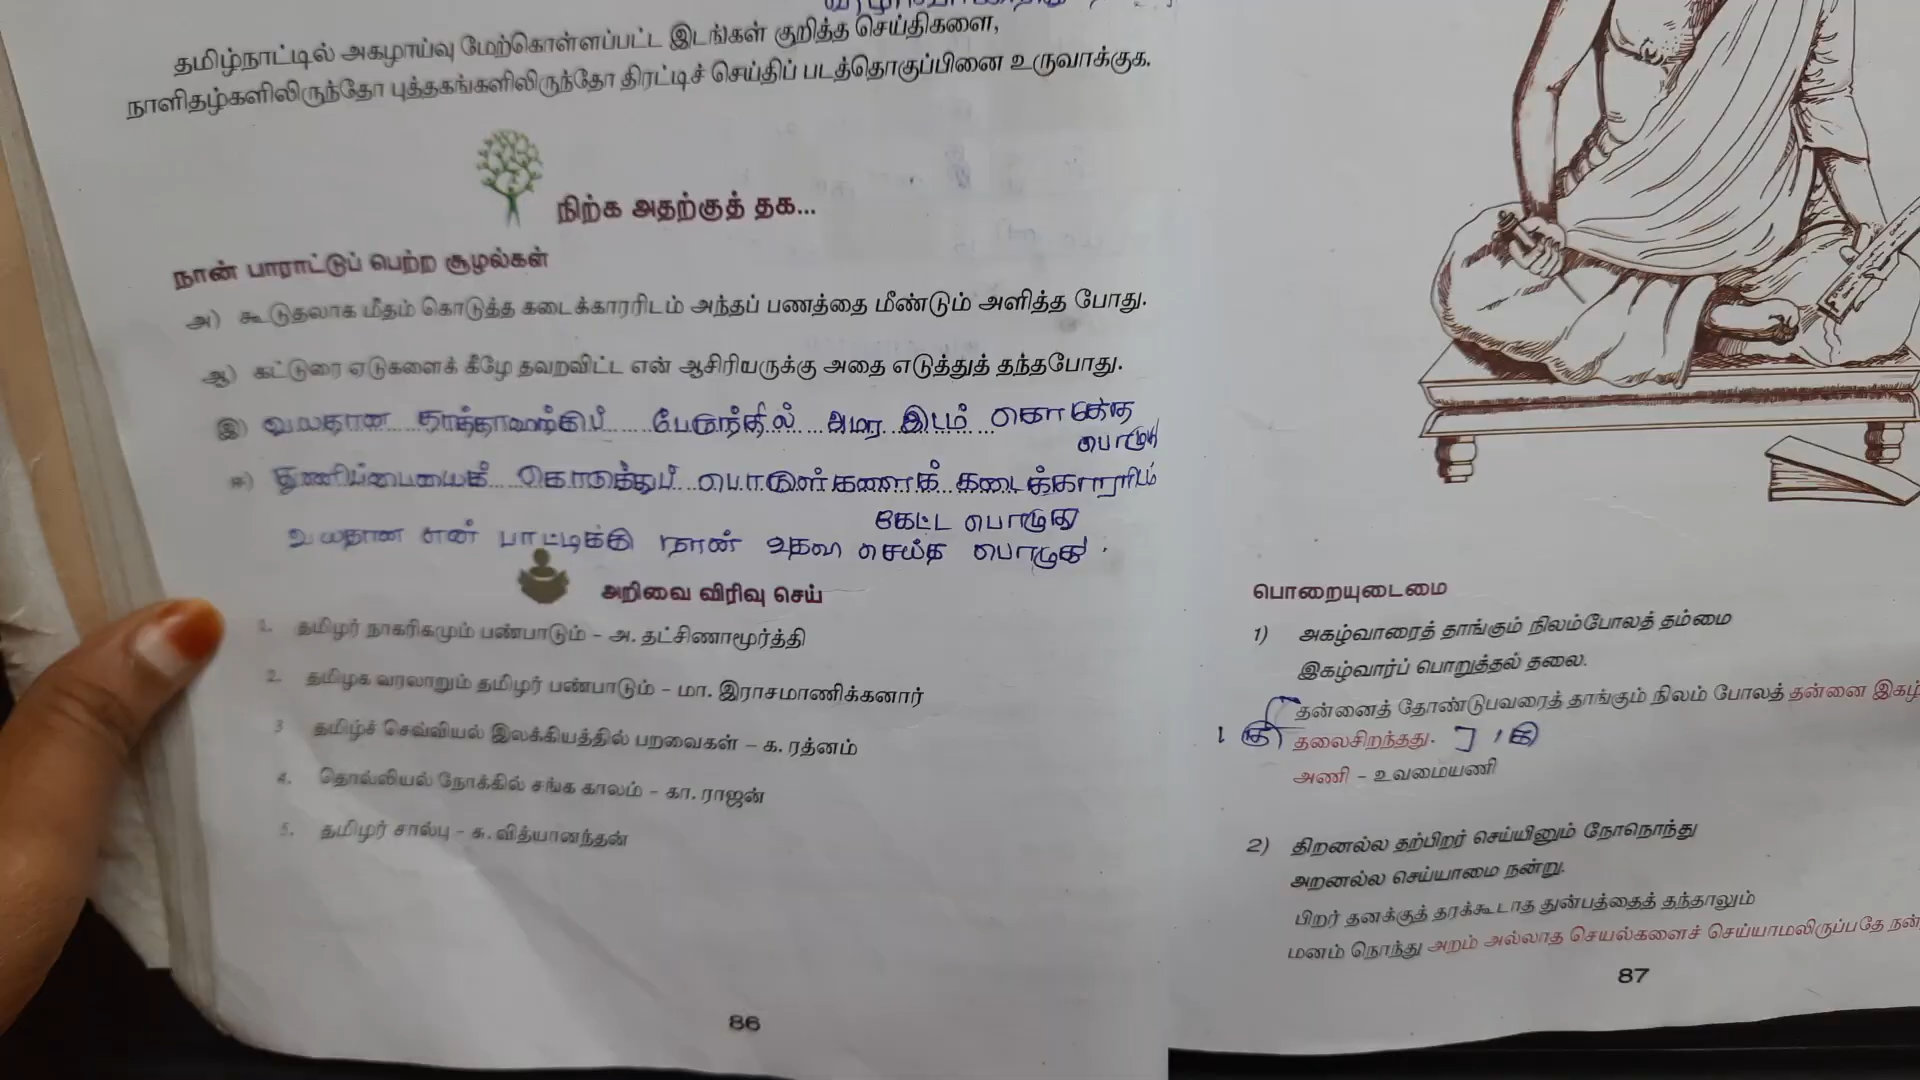 தமிழ்நாட்டில் அகழாய்வு மேற்கொள்ளப்பட்ட இடங்கள் குறித்த செய்திகளை,
நாளிதழ்களிலிருந்தோ புத்தகங்களிலிருந்தோ திரட்டிச் செய்திப் படத்தொகுப்பினை உருவாக்குக.
நிற்க அதற்குத் தக...
நான் பாராட்டுப் பெற்ற சூழல்கள்
அ) கூடுதலாக மீதம் கொடுத்த கடைக்காரரிடம் அந்தப் பணத்தை மீண்டும் அளித்த போது.
ஆ) கட்டுரை ஏடுகளைக் கீழே தவறவிட்ட என் ஆசிரியருக்கு அதை எடுத்துத் தந்தபோது.
இ) வயதான தாத்தாவுக்குப் பேருந்தில் அமர இடம் கொடுத்த
பொழுது
ஈ) துணிப்பையைக் கொடுத்துப் பொருள்களைக் கடைக்காரரிடம்
கேட்ட பொழுது
வயதான என் பாட்டிக்கு நான் உதவி செய்த பொழுது.
அறிவை விரிவு செய்
1. தமிழர் நாகரிகமும் பண்பாடும் – அ. தட்சிணாமூர்த்தி
2. தமிழக வரலாறும் தமிழர் பண்பாடும் – மா. இராசமாணிக்கனார்
3 தமிழ்ச் செவ்வியல் இலக்கியத்தில் பறவைகள் – க. ரத்னம்
4. தொல்லியல் நோக்கில் சங்க காலம் – கா. ராஜன்
5. தமிழர் சால்பு – சு. வித்யானந்தன்
86
பொறையுடைமை
1) அகழ்வாரைத் தாங்கும் நிலம்போலத் தம்மை
இகழ்வார்ப் பொறுத்தல் தலை.
தன்னைத் தோண்டுபவரைத் தாங்கும் நிலம் போலத் தன்னை இகழ்
தலைசிறந்தது.
அணி – உவமையணி
2) திறனல்ல தற்பிறர் செய்யினும் நோநொந்து
அறனல்ல செய்யாமை நன்று.
பிறர் தனக்குத் தரக்கூடாத துன்பத்தைத் தந்தாலும்
மனம் நொந்து அறம் அல்லாத செயல்களைச் செய்யாமலிருப்பதே நன்
87